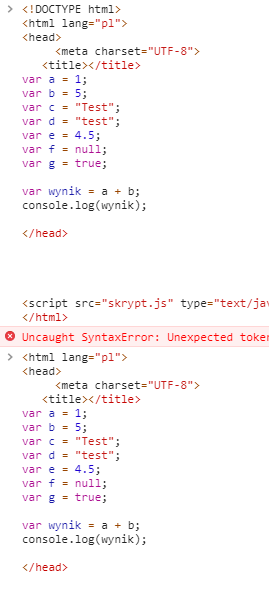 <!DOCTYPE html>
<html lang="pl">
<head>
<meta charset="UTF-8">
<title></title>
var a = 1;
var b = 5;
var c = "Test";
var d = "test";
var e = 4.5;
var f = null;
var g = true;
var wynik = a + b;
console.log(wynik);
</head>
<script src="skrypt.js" type="text/jav
</html>
Uncaught SyntaxError: Unexpected token
<html lang="pl">
<head>
<meta charset="UTF-8">
<title></title>
var a = 1;
var b = 5;
var c = "Test";
var d = "test";
var e = 4.5;
var f = null;
var g = true;
var wynik = a + b;
console.log(wynik);
</head>